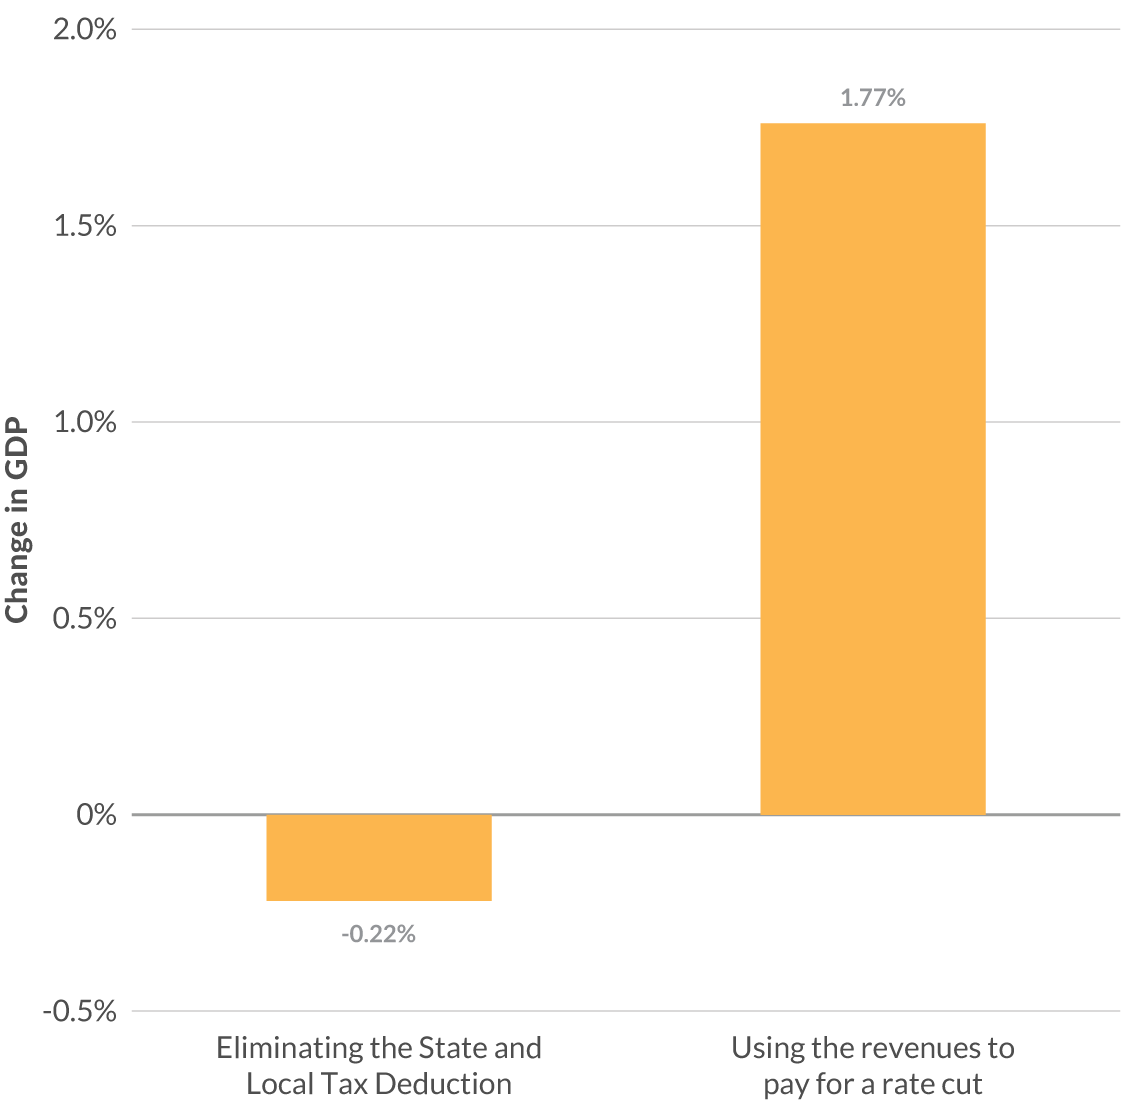 2.0%
1.77%
1.5%
1.0%
Change in GDP
0.5%
0%
-0.22%
-0.5%
Eliminating the State and
Local Tax Deduction
Using the revenues to
pay for a rate cut